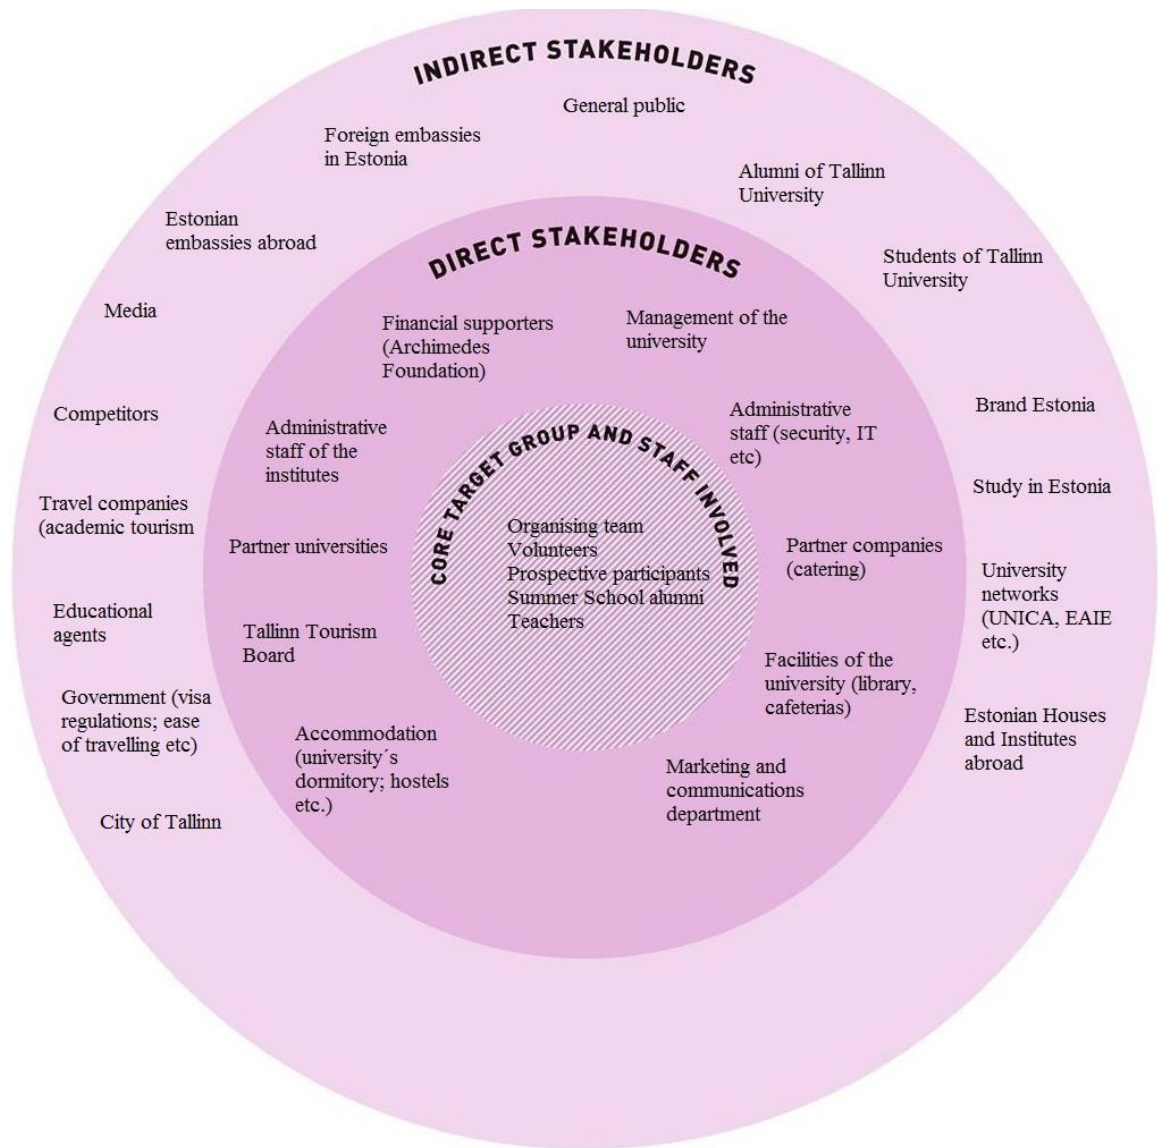 INDIRECT STAKEHOLDERS
General public
Foreign embassies
in Estonia
Alumni of Tallinn
University
Estonian
embassies abroad
Students of Tallinn
University
Media
Competitors
Brand Estonia
Travel companies
(academic tourism
Study in Estonia
Educational
agents
University
networks
(UNICA, EAIE
etc.)
Government (visa
regulations; ease
of travelling etc)
Estonian Houses
and Institutes
abroad
City of Tallinn
DIRECT STAKEHOLDERS
Financial supporters
(Archimedes
Foundation)
Management of the
university
Administrative
staff of the
institutes
Administrative
staff (security, IT
etc)
Partner universities
Partner companies
(catering)
Tallinn Tourism
Board
Facilities of the
university (library,
cafeterias)
Accommodation
(university´s
dormitory; hostels
etc.)
Marketing and
communications
department
CORE TARGET GROUP AND STAFF INVOLVED
Organising team
Volunteers
Prospective participants
Summer School alumni
Teachers